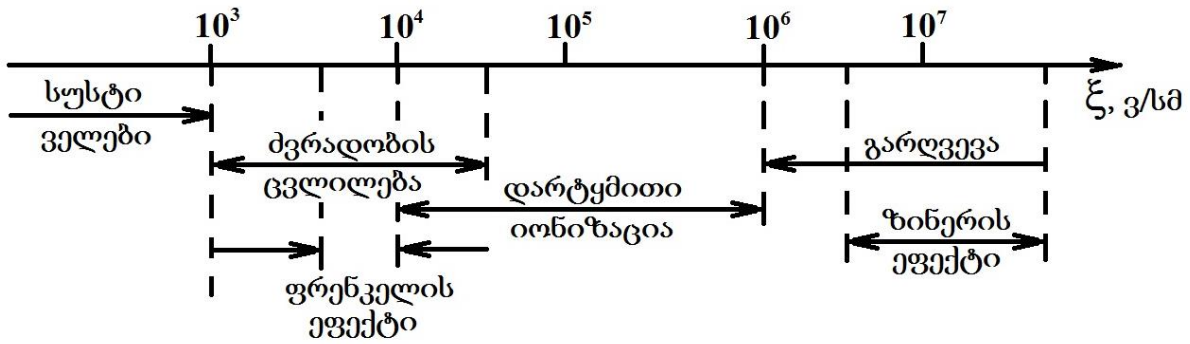 10³ 10⁴ 10⁵ 10⁶ 10⁷
ξ, ვ/სმ
სუსტი
ველები
ძვრადობის
ცვლილება
გარღვევა
დარტყმითი
იონიზაცია
ზინერის
ეფექტი
ფრენკელის
ეფექტი